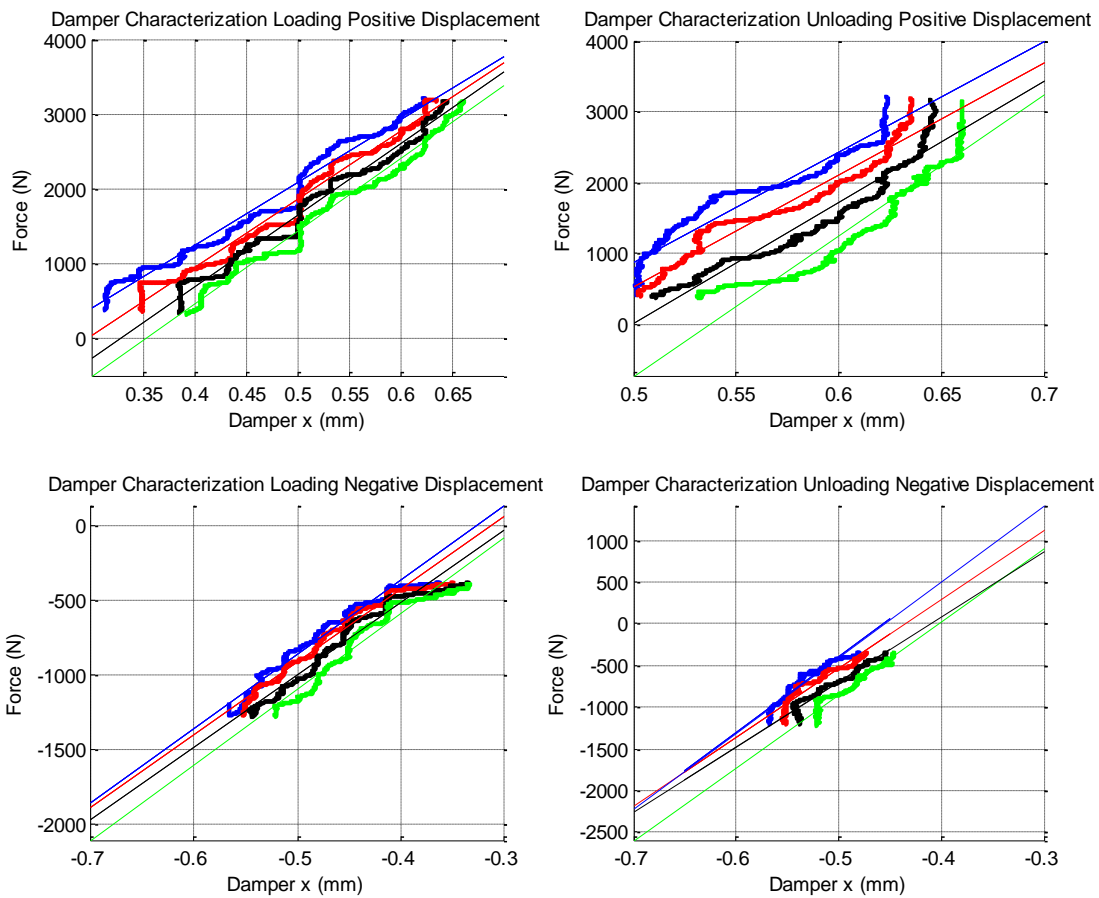 Damper Characterization Loading Positive Displacement
4000
3000
2000
1000
0
0.35 0.4 0.45 0.5 0.55 0.6 0.65
Damper x (mm)
Force (N)
Damper Characterization Unloading Positive Displacement
4000
3000
2000
1000
0
0.5 0.55 0.6 0.65 0.7
Damper x (mm)
Force (N)
Damper Characterization Loading Negative Displacement
0
-500
-1000
-1500
-2000
-0.7 -0.6 -0.5 -0.4 -0.3
Damper x (mm)
Force (N)
Damper Characterization Unloading Negative Displacement
1000
500
0
-500
-1000
-1500
-2000
-2500
-0.7 -0.6 -0.5 -0.4 -0.3
Damper x (mm)
Force (N)